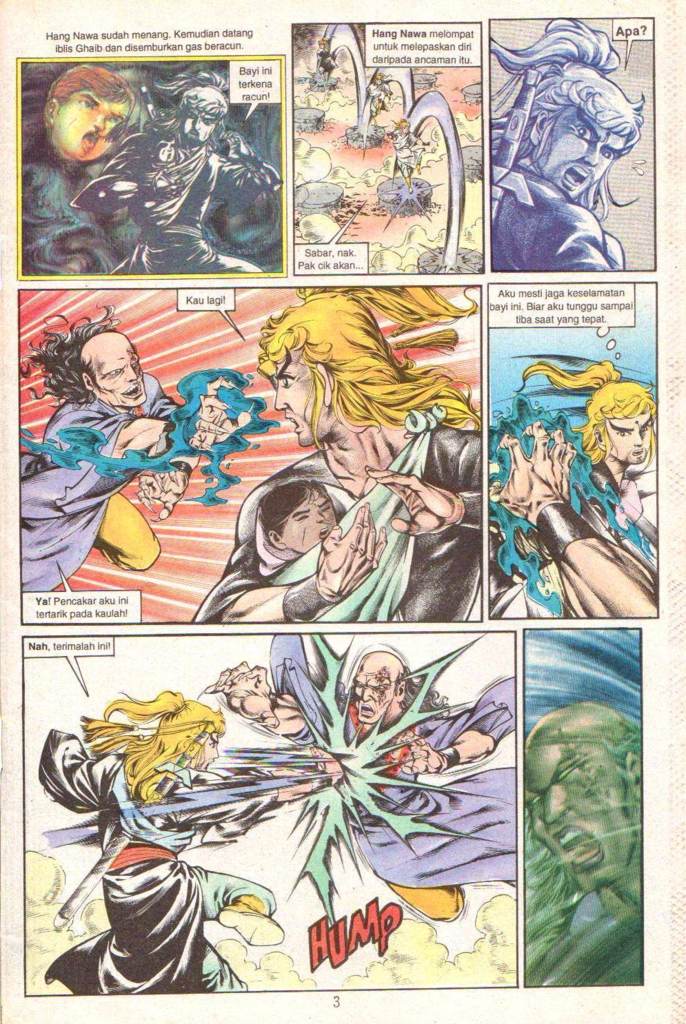 Hang Nawa sudah menang. Kemudian datang
iblis Ghaib dan disemburkan gas beracun.
Bayi ini
terkena
racun!
Hang Nawa melompat
untuk melepaskan diri
daripada ancaman itu.
Sabar, nak.
Pak cik akan...
Apa?
Kau lagi!
Ya! Pencakar aku ini
tertarik pada kaulah!
Aku mesti jaga keselamatan
bayi ini. Biar aku tunggu sampai
tiba saat yang tepat.
Nah, terimalah ini!
HUMP
3